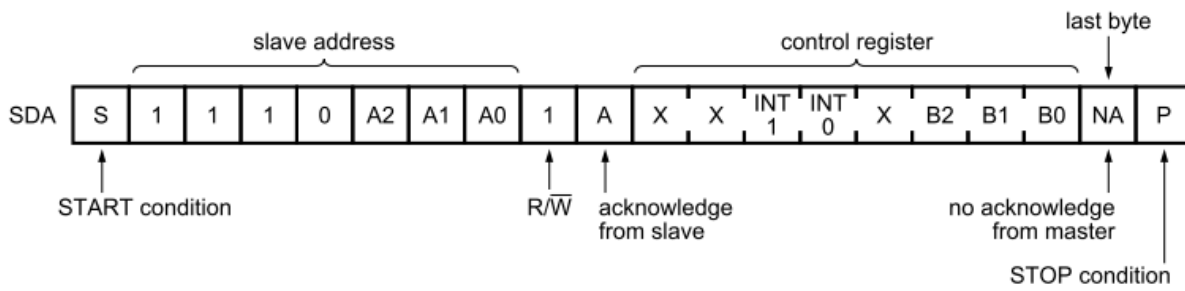 last byte
slave address control register
SDA S 1 1 1 0 A2 A1 A0 1 A X X INT 1 INT 0 X B2 B1 B0 NA P
START condition R/W̅ acknowledge from slave no acknowledge from master
STOP condition